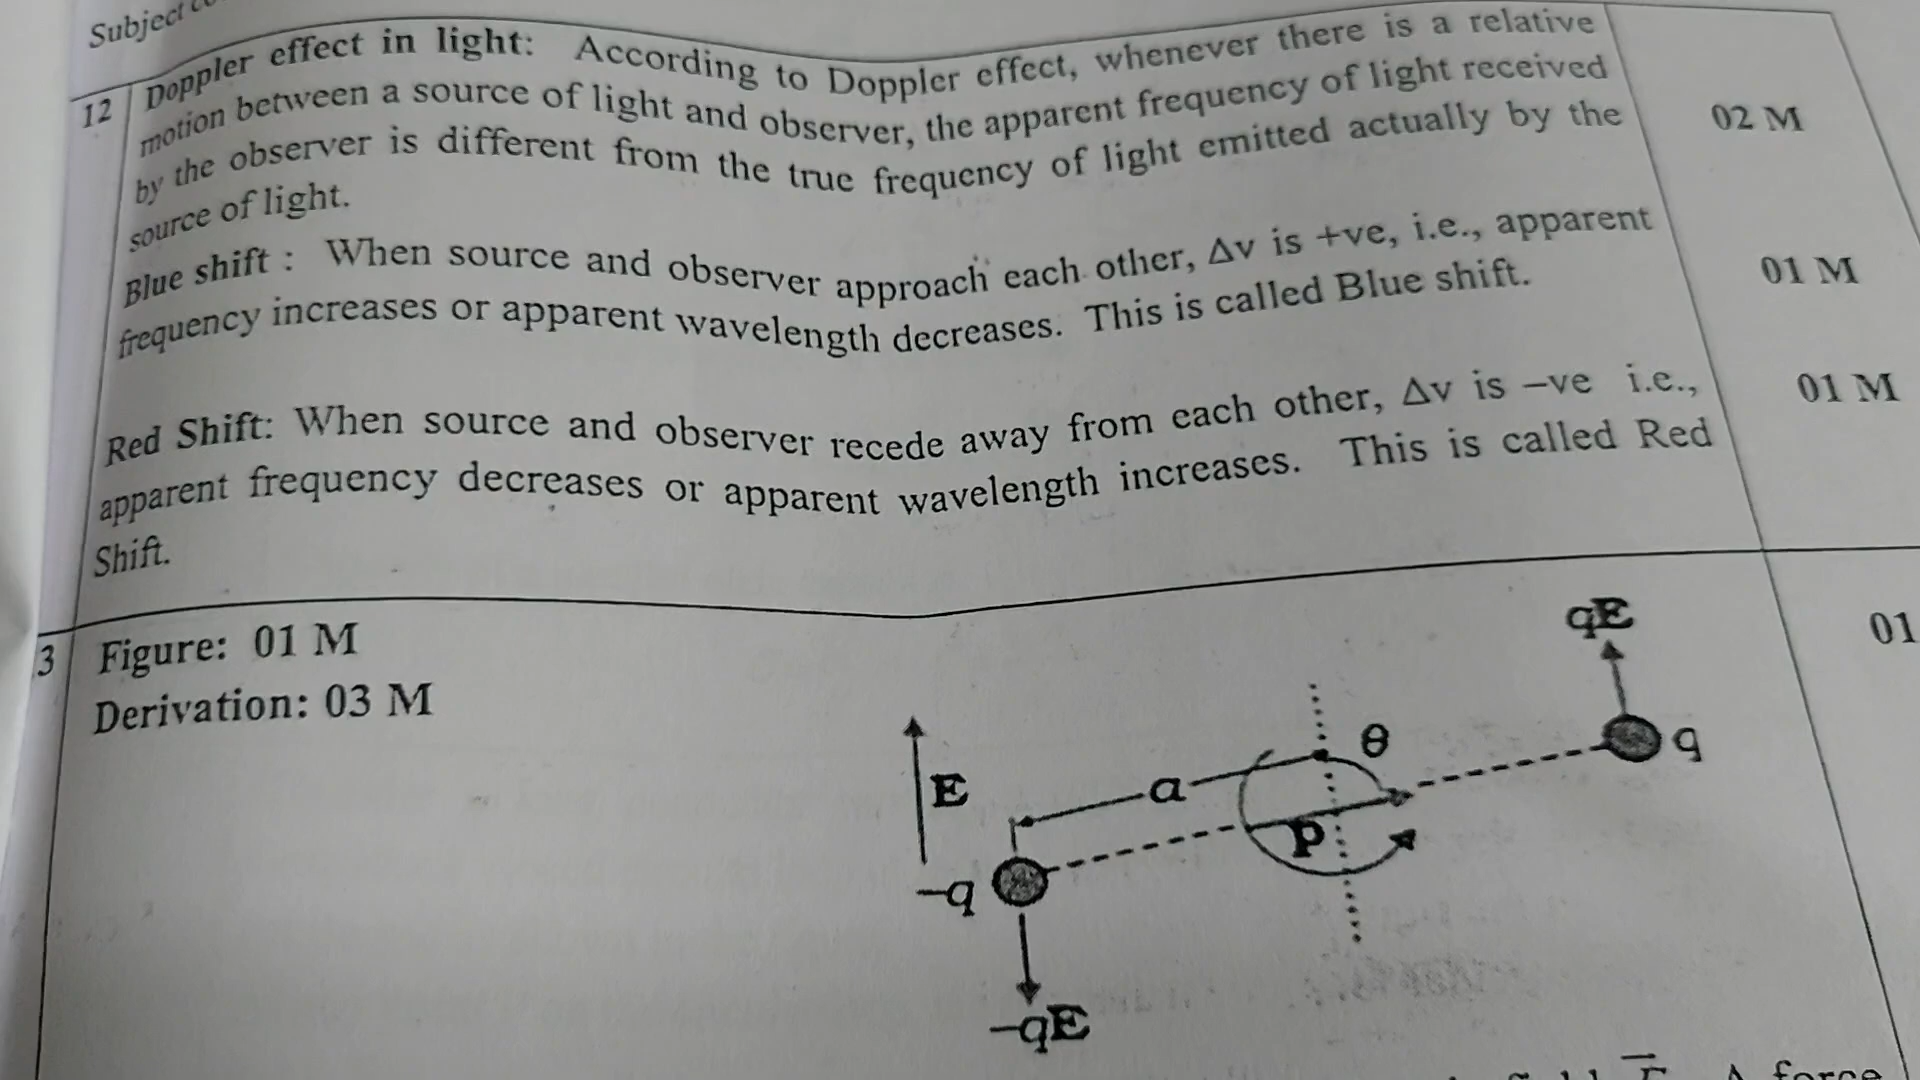 Subject
12 Doppler effect in light: According to Doppler effect, whenever there is a relative
motion between a source of light and observer, the apparent frequency of light received
by the observer is different from the true frequency of light emitted actually by the
source of light.
02 M
Blue shift : When source and observer approach each other, Δv is +ve, i.e., apparent
frequency increases or apparent wavelength decreases. This is called Blue shift.
01 M
Red Shift: When source and observer recede away from each other, Δv is –ve i.e.,
apparent frequency decreases or apparent wavelength increases. This is called Red
Shift.
01 M
3 Figure: 01 M
Derivation: 03 M
01
qE
θ
q
E
a
P
-q
-qE
A force